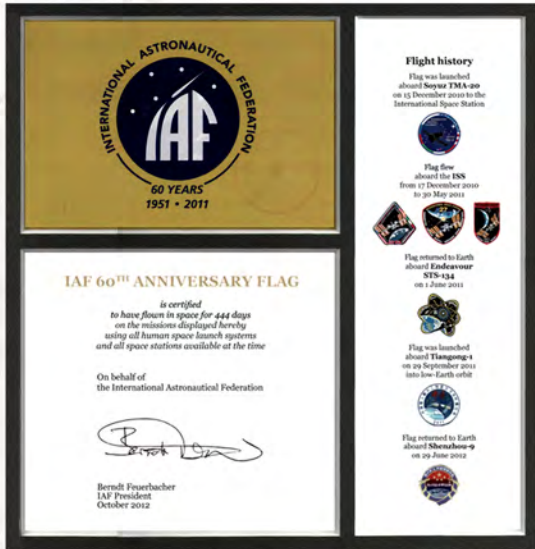 INTERNATIONAL ASTRONAUTICAL FEDERATION
IAF
60 YEARS
1951 • 2011
IAF 60TH ANNIVERSARY FLAG
is certified
to have flown in space for 444 days
on the missions displayed hereby
using all human space launch systems
and all space stations available at the time
On behalf of
the International Astronautical Federation
Berndt Feuerbacher
IAF President
October 2012
Flight history
Flag was launched
aboard Soyuz TMA-20
on 15 December 2010 to the
International Space Station
Flag flew
aboard the ISS
from 17 December 2010
to 30 May 2011
Flag returned to Earth
aboard Endeavour
STS-134
on 1 June 2011
Flag was launched
aboard Tiangong-1
on 29 September 2011
into low-Earth orbit
Flag returned to Earth
aboard Shenzhou-9
on 29 June 2012